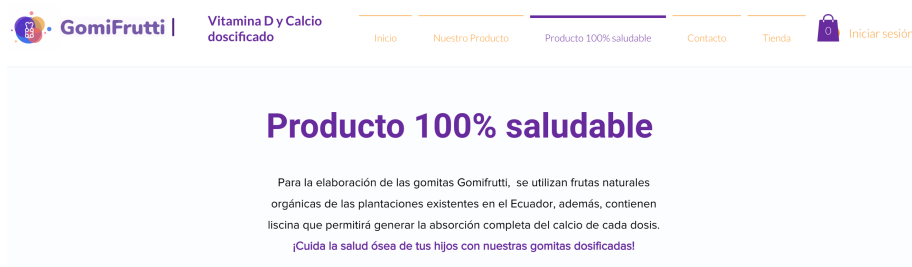 GomiFrutti |
Vitamina D y Calcio
doscificado
Inicio
Nuestro Producto
Producto 100% saludable
Contacto
Tienda
0
Iniciar sesión
Producto 100% saludable
Para la elaboración de las gomitas Gomifrutti, se utilizan frutas naturales
orgánicas de las plantaciones existentes en el Ecuador, además, contienen
liscina que permitirá generar la absorción completa del calcio de cada dosis.
¡Cuida la salud ósea de tus hijos con nuestras gomitas dosificadas!